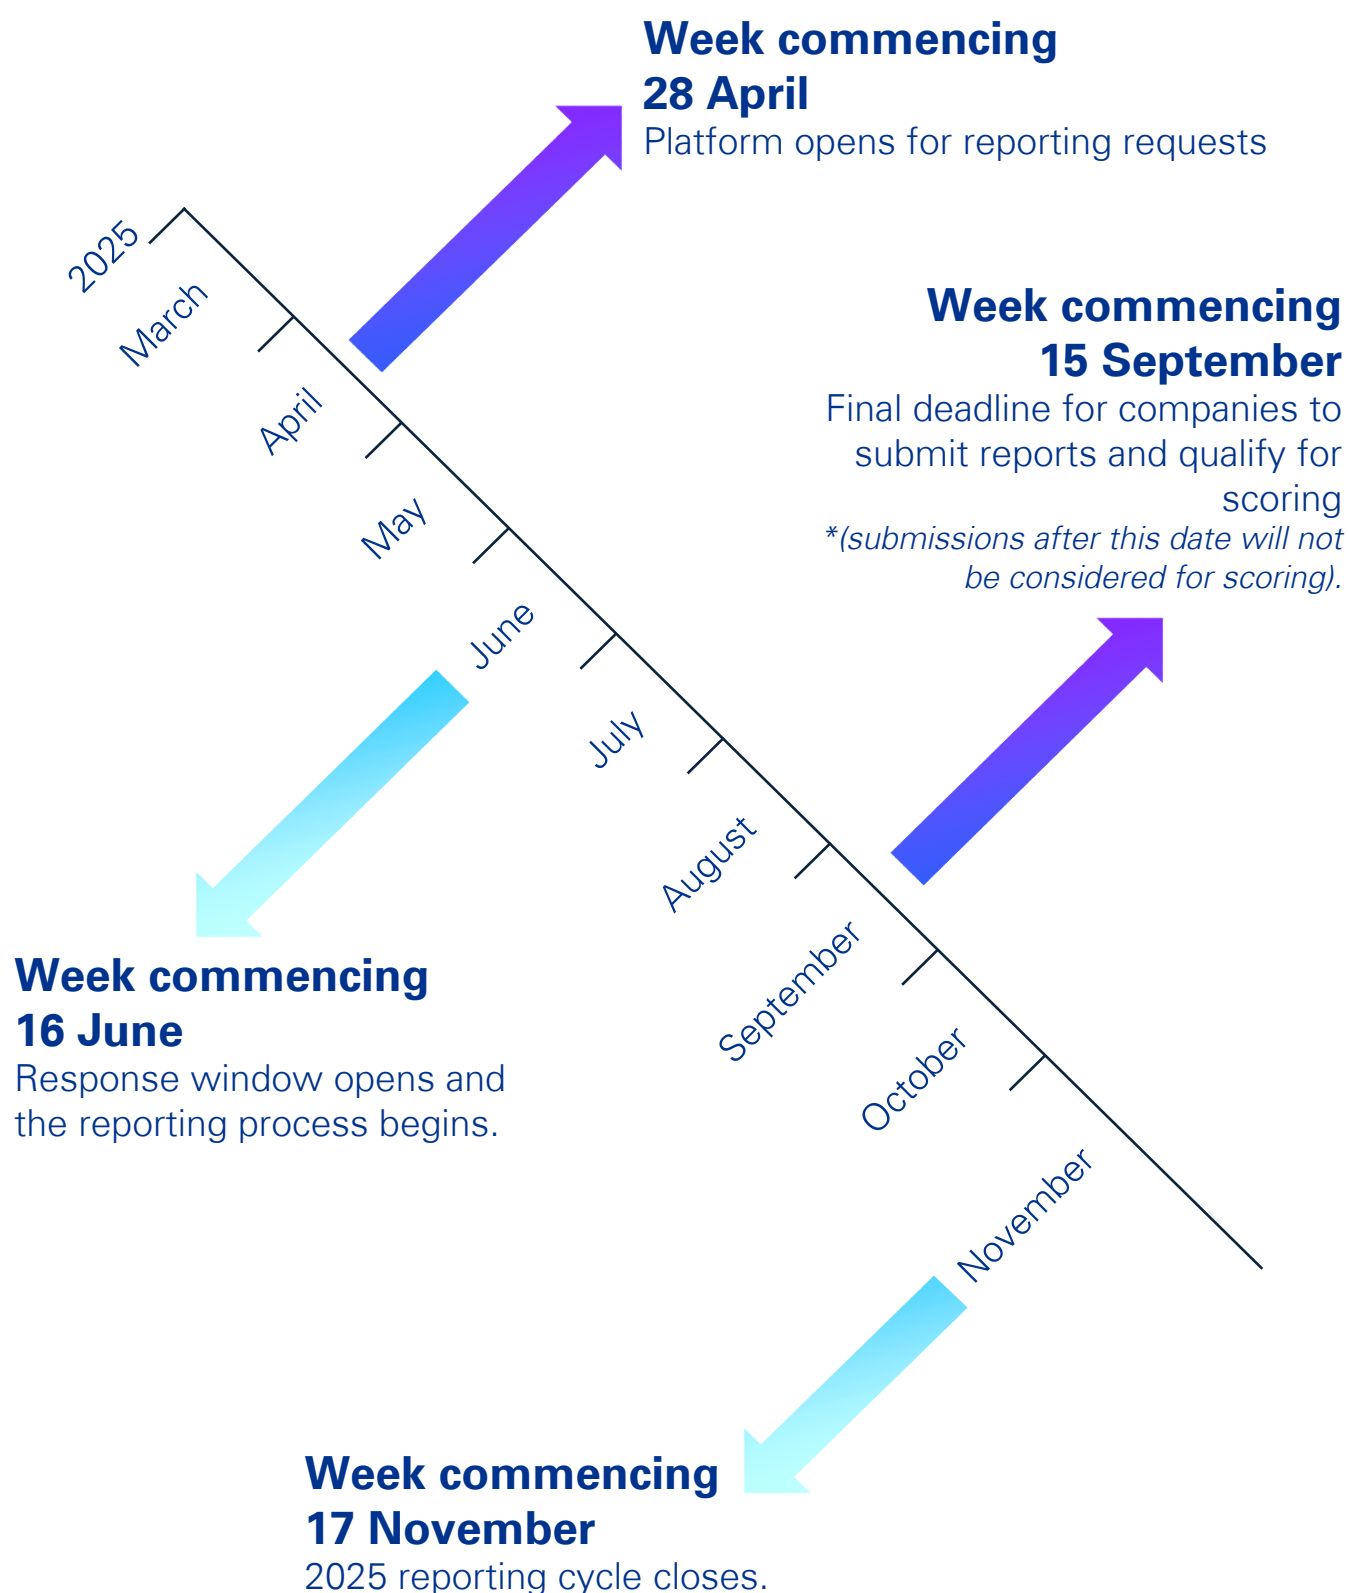 Week commencing
28 April
Platform opens for reporting requests
2025
March
April
May
June
July
August
September
October
November
Week commencing
15 September
Final deadline for companies to
submit reports and qualify for
scoring
*(submissions after this date will not
be considered for scoring).
Week commencing
16 June
Response window opens and
the reporting process begins.
Week commencing
17 November
2025 reporting cycle closes.